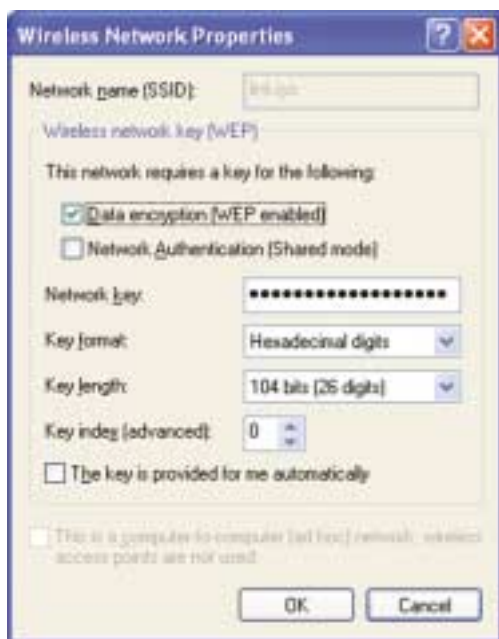 Wireless Network Properties
Network name (SSID): linksys
Wireless network key (WEP)
This network requires a key for the following:
Data encryption (WEP enabled)
Network Authentication (Shared mode)
Network key: ••••••••••••••••••
Key format: Hexadecimal digits
Key length: 104 bits (26 digits)
Key index (advanced): 0
The key is provided for me automatically
This is a computer-to-computer (ad hoc) network; wireless
access points are not used
OK Cancel